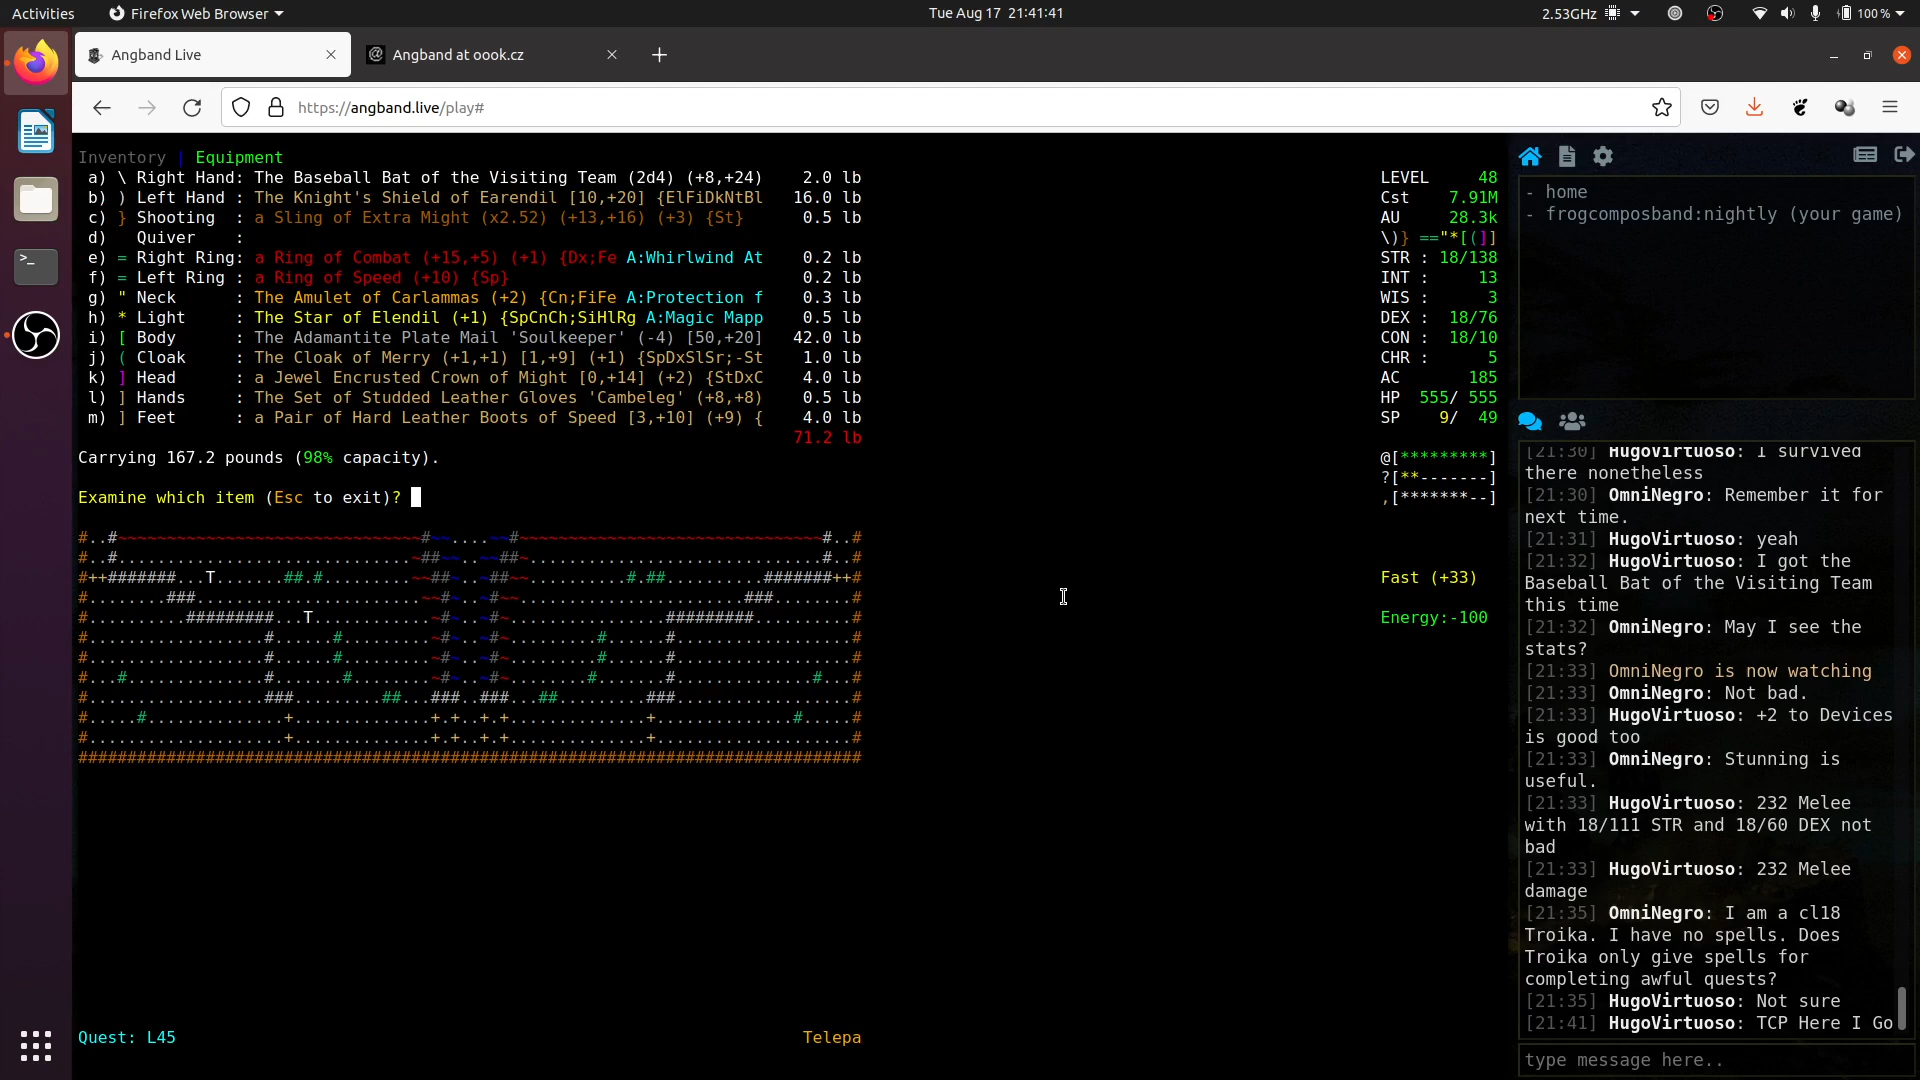 Activities Firefox Web Browser Tue Aug 17 21:41:41 2.53GHz 100 %
Angband Live Angband at oook.cz
https://angband.live/play#
Inventory | Equipment
a) \ Right Hand: The Baseball Bat of the Visiting Team (2d4) (+8,+24) 2.0 lb
b) ) Left Hand : The Knight's Shield of Earendil [10,+20] {ElFiDkNtBl 16.0 lb
c) } Shooting : a Sling of Extra Might (x2.52) (+13,+16) (+3) {St} 0.5 lb
d) Quiver :
e) = Right Ring: a Ring of Combat (+15,+5) (+1) {Dx;Fe A:Whirlwind At 0.2 lb
f) = Left Ring : a Ring of Speed (+10) {Sp} 0.2 lb
g) " Neck : The Amulet of Carlammas (+2) {Cn;FiFe A:Protection f 0.3 lb
h) * Light : The Star of Elendil (+1) {SpCnCh;SiHlRg A:Magic Mapp 0.5 lb
i) [ Body : The Adamantite Plate Mail 'Soulkeeper' (-4) [50,+20] 42.0 lb
j) ( Cloak : The Cloak of Merry (+1,+1) [1,+9] (+1) {SpDxSlSr;-St 1.0 lb
k) ] Head : a Jewel Encrusted Crown of Might [0,+14] (+2) {StDxC 4.0 lb
l) ] Hands : The Set of Studded Leather Gloves 'Cambeleg' (+8,+8) 0.5 lb
m) ] Feet : a Pair of Hard Leather Boots of Speed [3,+10] (+9) { 4.0 lb
71.2 lb
Carrying 167.2 pounds (98% capacity).
Examine which item (Esc to exit)?
Quest: L45 Telepa
LEVEL 48
Cst 7.91M
AU 28.3k
\)} =="*[(]]
STR : 18/138
INT : 13
WIS : 3
DEX : 18/76
CON : 18/10
CHR : 5
AC 185
HP 555/ 555
SP 9/ 49
@[*********]
?[**-------]
,[*******--]
Fast (+33)
Energy:-100
- home
- frogcomposband:nightly (your game)
[21:30] HugoVirtuoso: I survived
there nonetheless
[21:30] OmniNegro: Remember it for
next time.
[21:31] HugoVirtuoso: yeah
[21:32] HugoVirtuoso: I got the
Baseball Bat of the Visiting Team
this time
[21:32] OmniNegro: May I see the
stats?
[21:33] OmniNegro is now watching
[21:33] OmniNegro: Not bad.
[21:33] HugoVirtuoso: +2 to Devices
is good too
[21:33] OmniNegro: Stunning is
useful.
[21:33] HugoVirtuoso: 232 Melee
with 18/111 STR and 18/60 DEX not
bad
[21:33] HugoVirtuoso: 232 Melee
damage
[21:35] OmniNegro: I am a cl18
Troika. I have no spells. Does
Troika only give spells for
completing awful quests?
[21:35] HugoVirtuoso: Not sure
[21:41] HugoVirtuoso: TCP Here I Go
type message here..